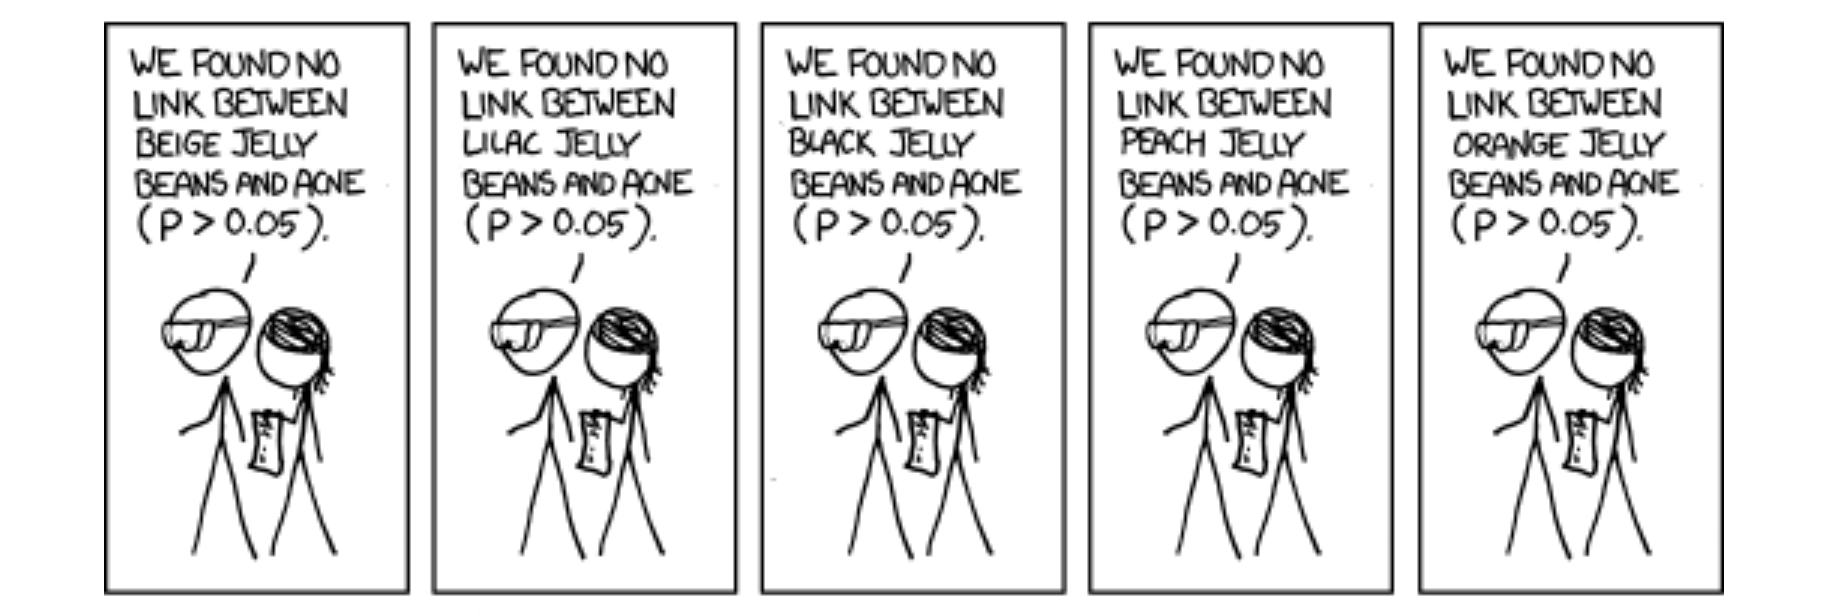 WE FOUND NO
LINK BETWEEN
BEIGE JELLY
BEANS AND ACNE
(P > 0.05).
WE FOUND NO
LINK BETWEEN
LILAC JELLY
BEANS AND ACNE
(P > 0.05).
WE FOUND NO
LINK BETWEEN
BLACK JELLY
BEANS AND ACNE
(P > 0.05).
WE FOUND NO
LINK BETWEEN
PEACH JELLY
BEANS AND ACNE
(P > 0.05).
WE FOUND NO
LINK BETWEEN
ORANGE JELLY
BEANS AND ACNE
(P > 0.05).